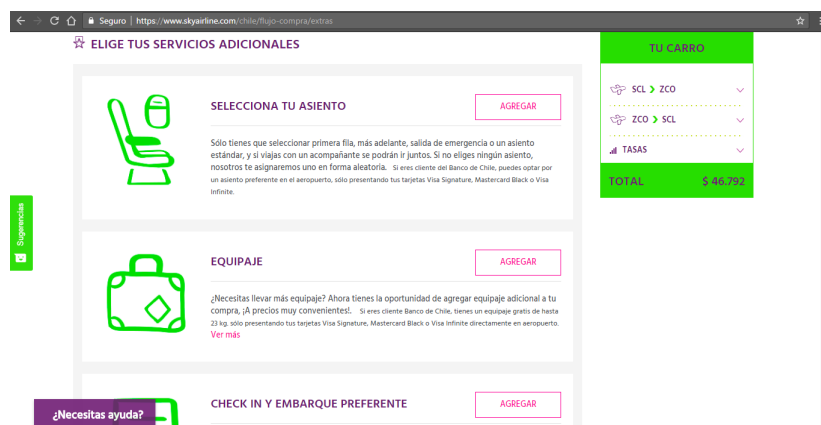 Seguro | https://www.skyairline.com/chile/flujo-compra/extras
ELIGE TUS SERVICIOS ADICIONALES
SELECCIONA TU ASIENTO
AGREGAR
Sólo tienes que seleccionar primera fila, más adelante, salida de emergencia o un asiento
estándar, y si viajas con un acompañante se podrán ir juntos. Si no eliges ningún asiento,
nosotros te asignaremos uno en forma aleatoria. Si eres cliente del Banco de Chile, puedes optar por
un asiento preferente en el aeropuerto, sólo presentando tus tarjetas Visa Signature, Mastercard Black o Visa
Infinite.
EQUIPAJE
AGREGAR
¿Necesitas llevar más equipaje? Ahora tienes la oportunidad de agregar equipaje adicional a tu
compra, ¡A precios muy convenientes!. Si eres cliente Banco de Chile, tienes un equipaje gratis de hasta
23 kg. sólo presentando tus tarjetas Visa Signature, Mastercard Black o Visa Infinite directamente en aeropuerto.
Ver más
CHECK IN Y EMBARQUE PREFERENTE
AGREGAR
TU CARRO
SCL > ZCO
ZCO > SCL
TASAS
TOTAL $ 46.792
Sugerencias
¿Necesitas ayuda?